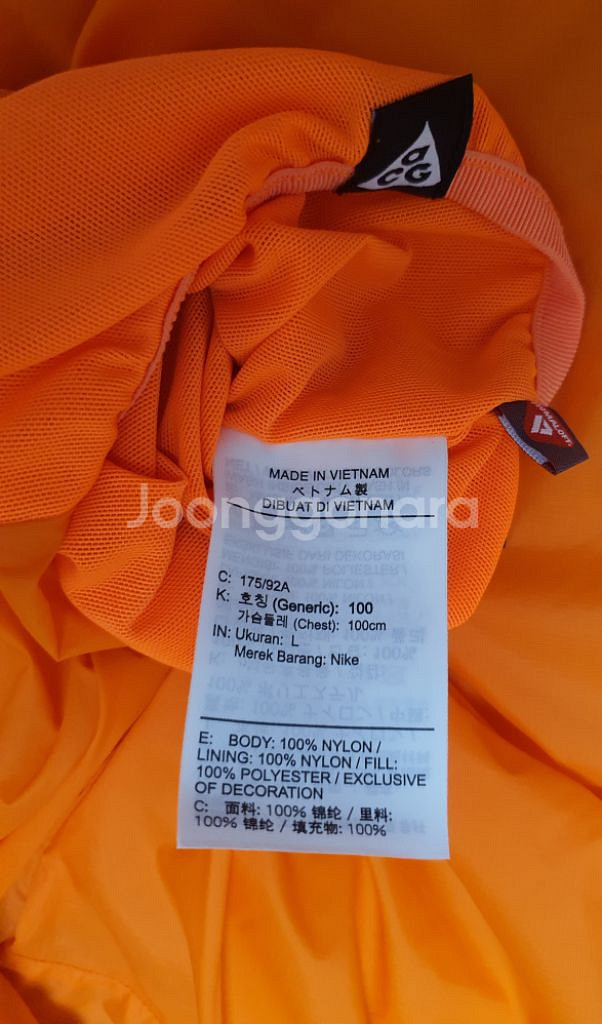 aCG
PRIMALOFT.
Joonggonara
MADE IN VIETNAM
ベトナム製
DIBUAT DI VIETNAM
C: 175/92A
K: 호칭 (Generic): 100
가슴둘레 (Chest): 100cm
IN: Ukuran: L
Merek Barang: Nike
E: BODY: 100% NYLON /
LINING: 100% NYLON / FILL:
100% POLYESTER / EXCLUSIVE
OF DECORATION
C: 面料: 100% 锦纶 / 里料:
100% 锦纶 / 填充物: 100%